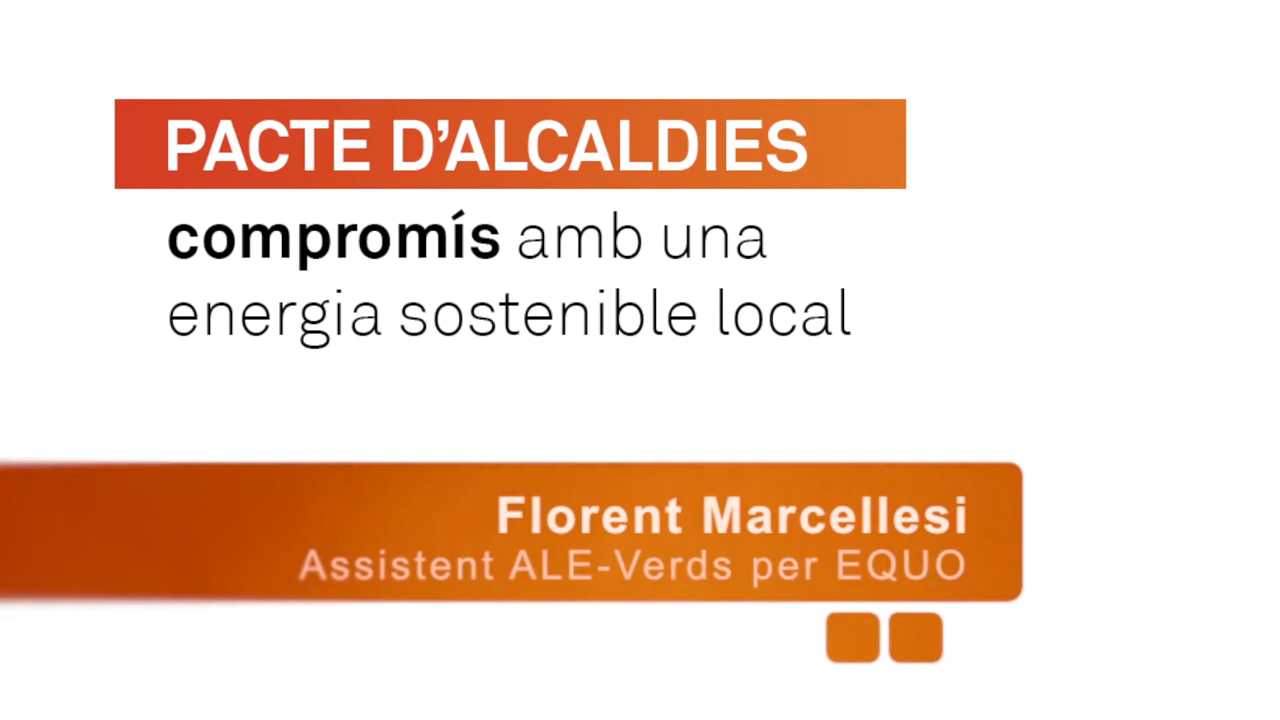 PACTE D’ALCALDIES
compromís amb una
energia sostenible local
Florent Marcellesi
Assistent ALE-Verds per EQUO